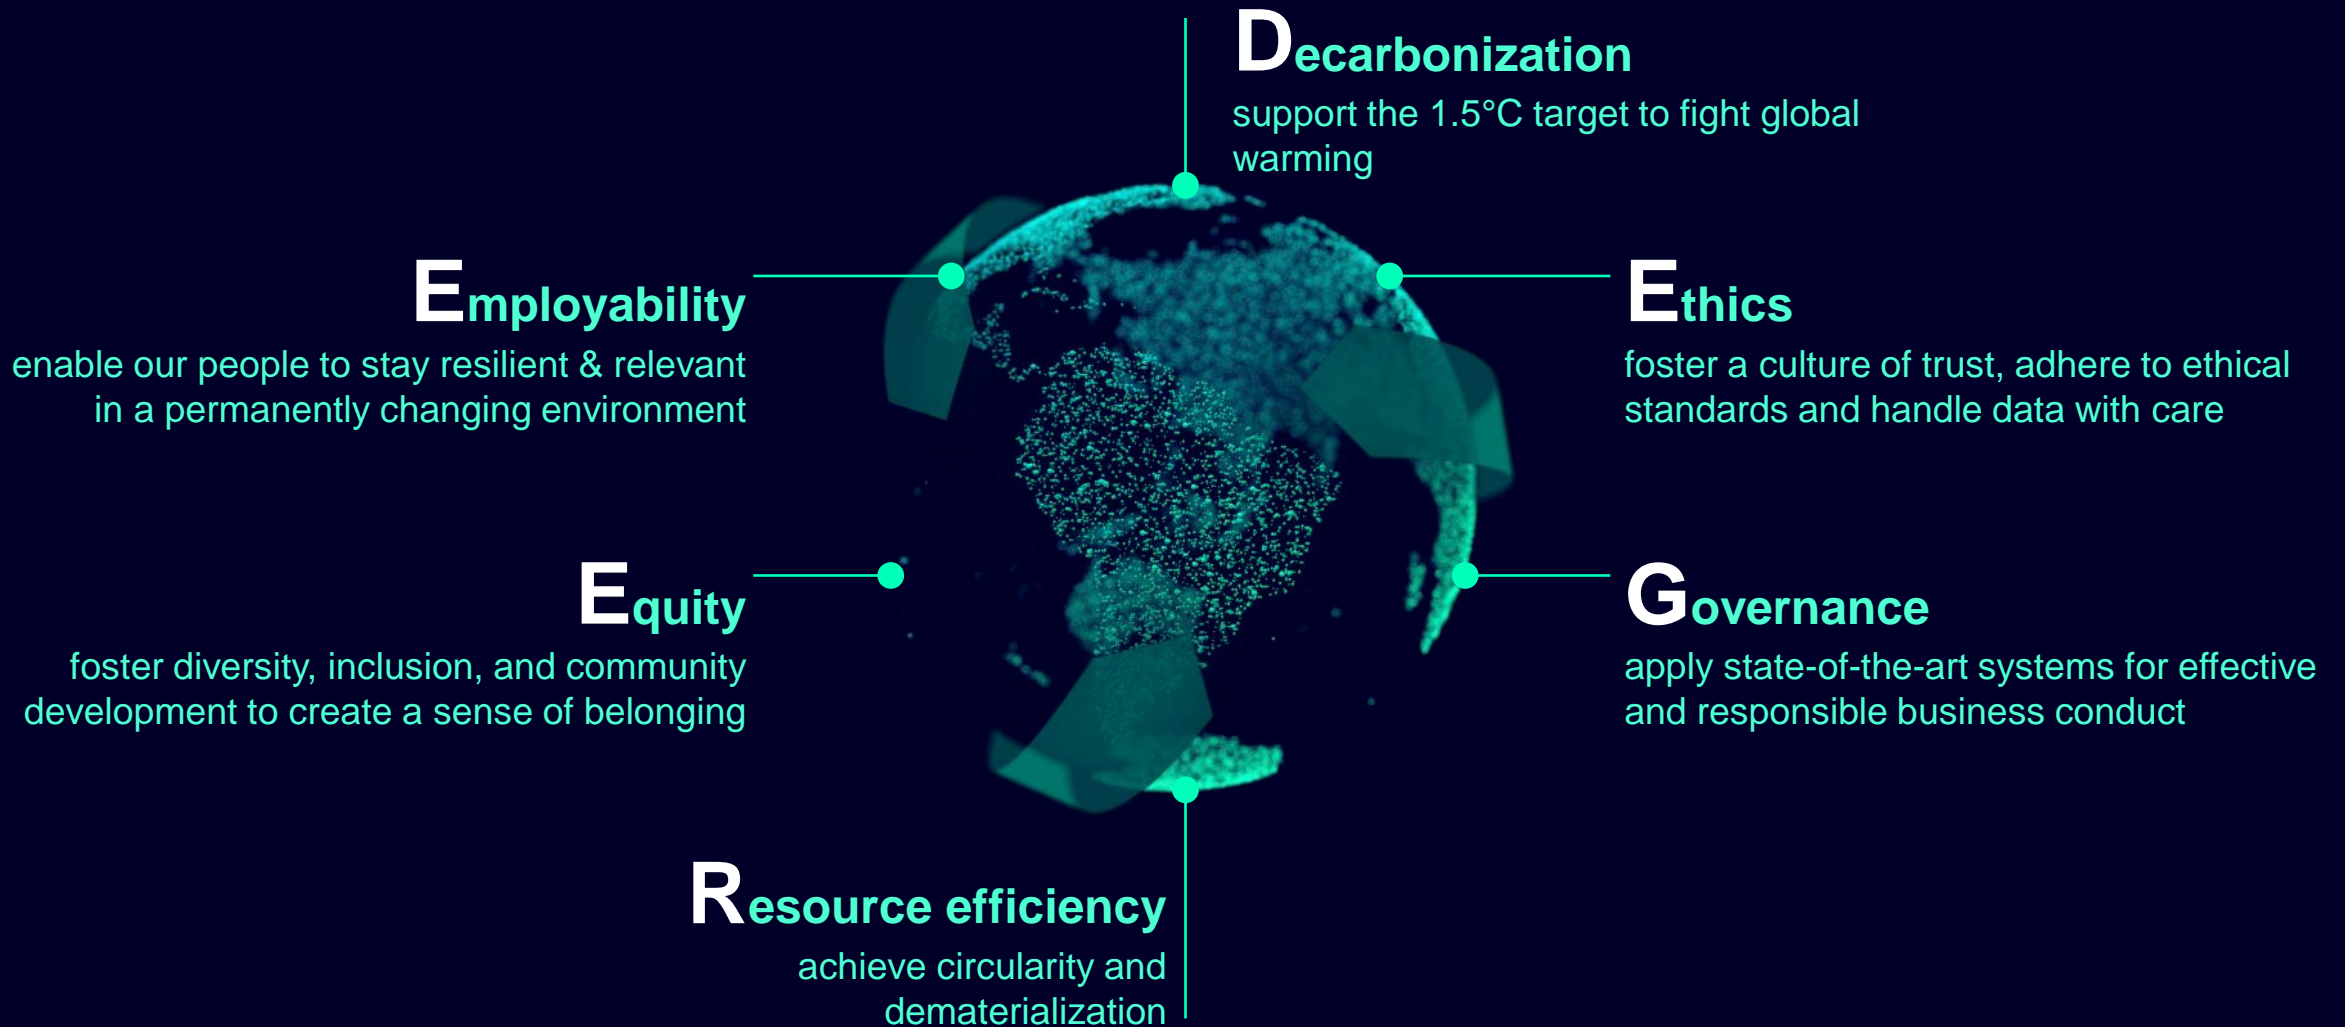 Decarbonization
support the 1.5°C target to fight global
warming
Ethics
foster a culture of trust, adhere to ethical
standards and handle data with care
Governance
apply state-of-the-art systems for effective
and responsible business conduct
Resource efficiency
achieve circularity and
dematerialization
Equity
foster diversity, inclusion, and community
development to create a sense of belonging
Employability
enable our people to stay resilient & relevant
in a permanently changing environment